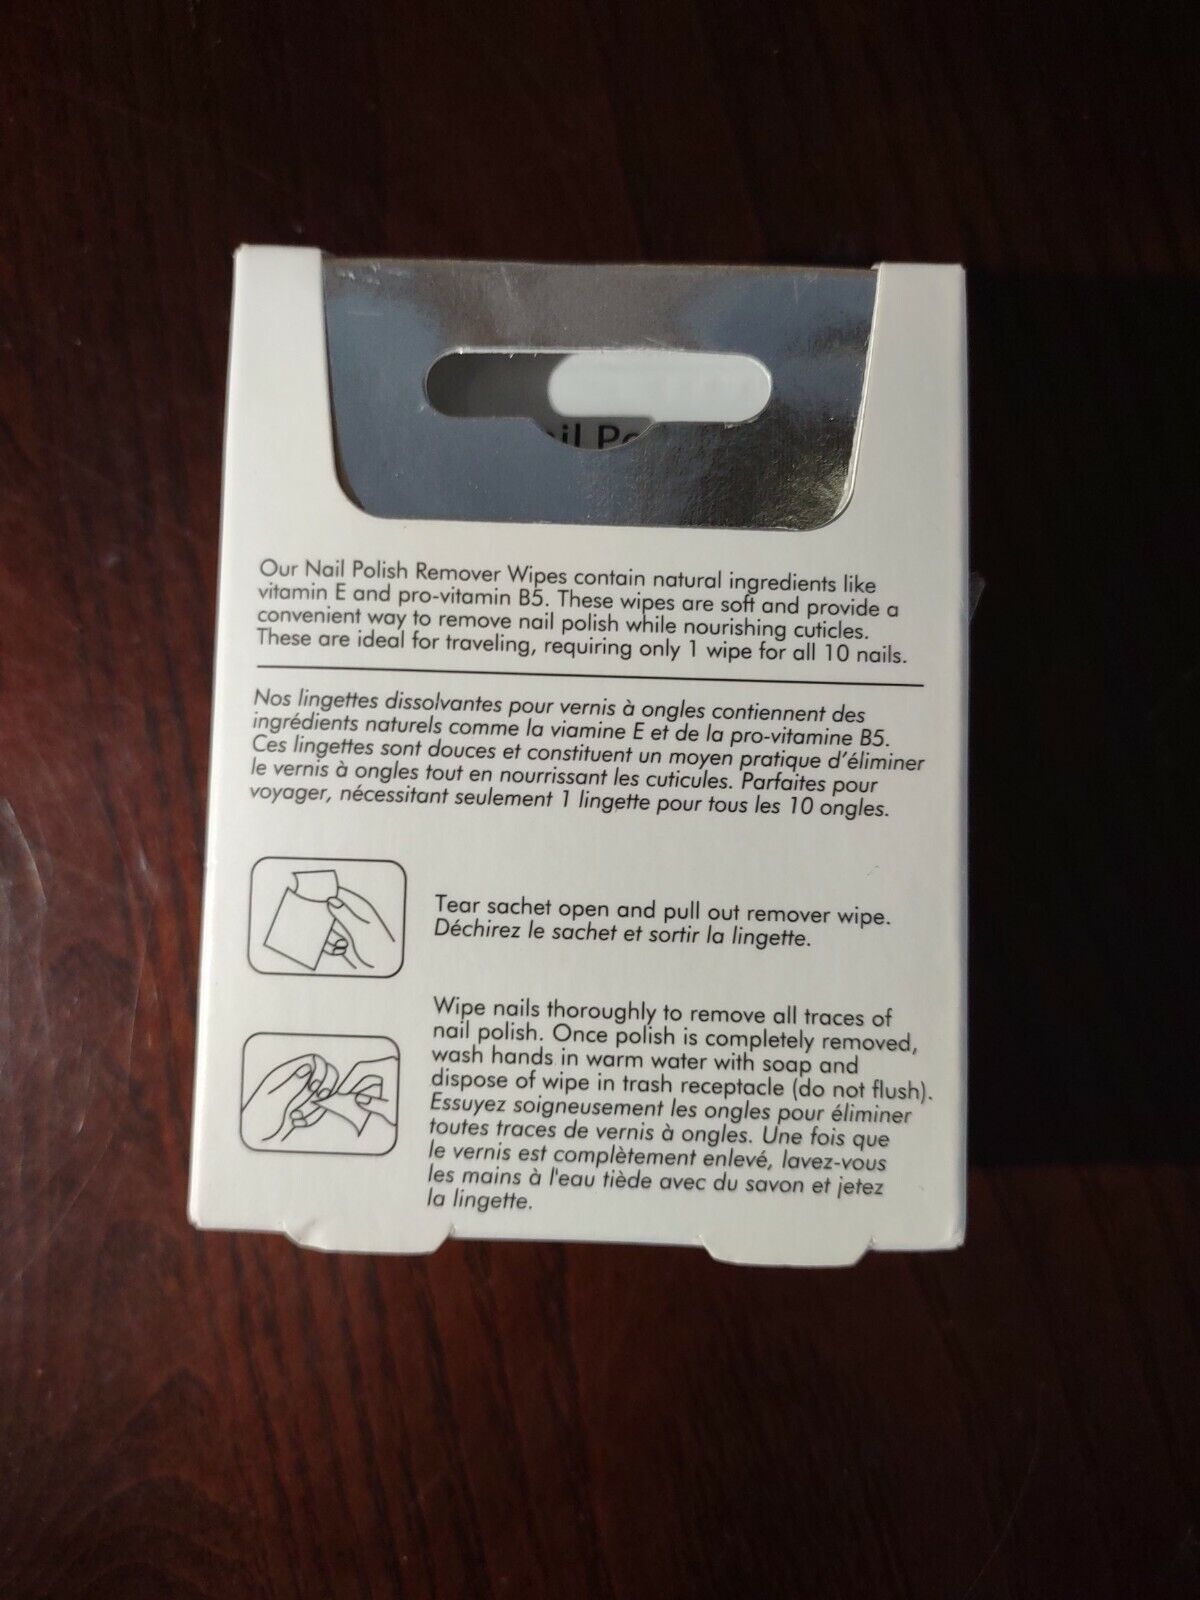 il Po
Our Nail Polish Remover Wipes contain natural ingredients like
vitamin E and pro-vitamin B5. These wipes are soft and provide a
convenient way to remove nail polish while nourishing cuticles.
These are ideal for traveling, requiring only 1 wipe for all 10 nails.
Nos lingettes dissolvantes pour vernis à ongles contiennent des
ingrédients naturels comme la viamine E et de la pro-vitamine B5.
Ces lingettes sont douces et constituent un moyen pratique d'éliminer
le vernis à ongles tout en nourrissant les cuticules. Parfaites pour
voyager, nécessitant seulement 1 lingette pour tous les 10 ongles.
Tear sachet open and pull out remover wipe.
Déchirez le sachet et sortir la lingette.
Wipe nails thoroughly to remove all traces of
nail polish. Once polish is completely removed,
wash hands in warm water with soap and
dispose of wipe in trash receptacle (do not flush).
Essuyez soigneusement les ongles pour éliminer
toutes traces de vernis à ongles. Une fois que
le vernis est complètement enlevé, lavez-vous
les mains à l'eau tiède avec du savon et jetez
la lingette.